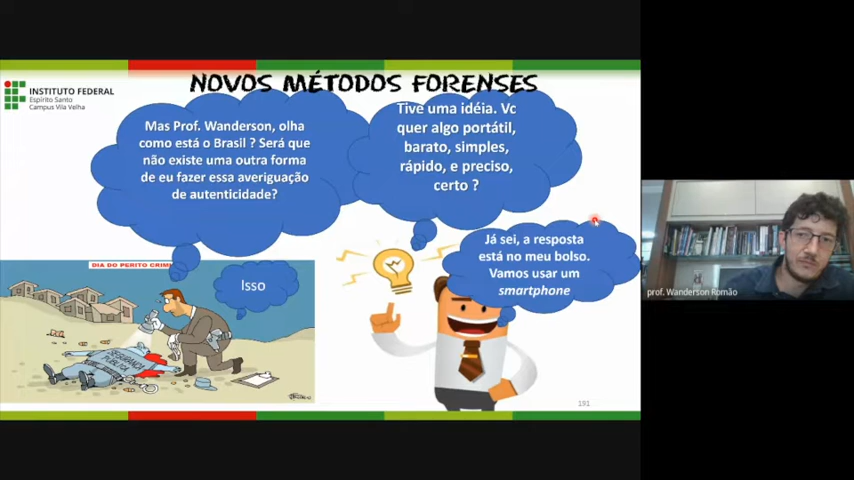 NOVOS MÉTODOS FORENSES
INSTITUTO FEDERAL
Espírito Santo
Campus Vila Velha
Mas Prof. Wanderson, olha
como está o Brasil ? Será que
não existe uma outra forma
de eu fazer essa averiguação
de autenticidade?
Tive uma idéia. Vc
quer algo portátil,
barato, simples,
rápido, e preciso,
certo ?
Já sei, a resposta
está no meu bolso.
Vamos usar um
smartphone
Isso
DIA DO PERITO CRIM
SEGURANÇA
PÚBLICA
191
prof. Wanderson Romão